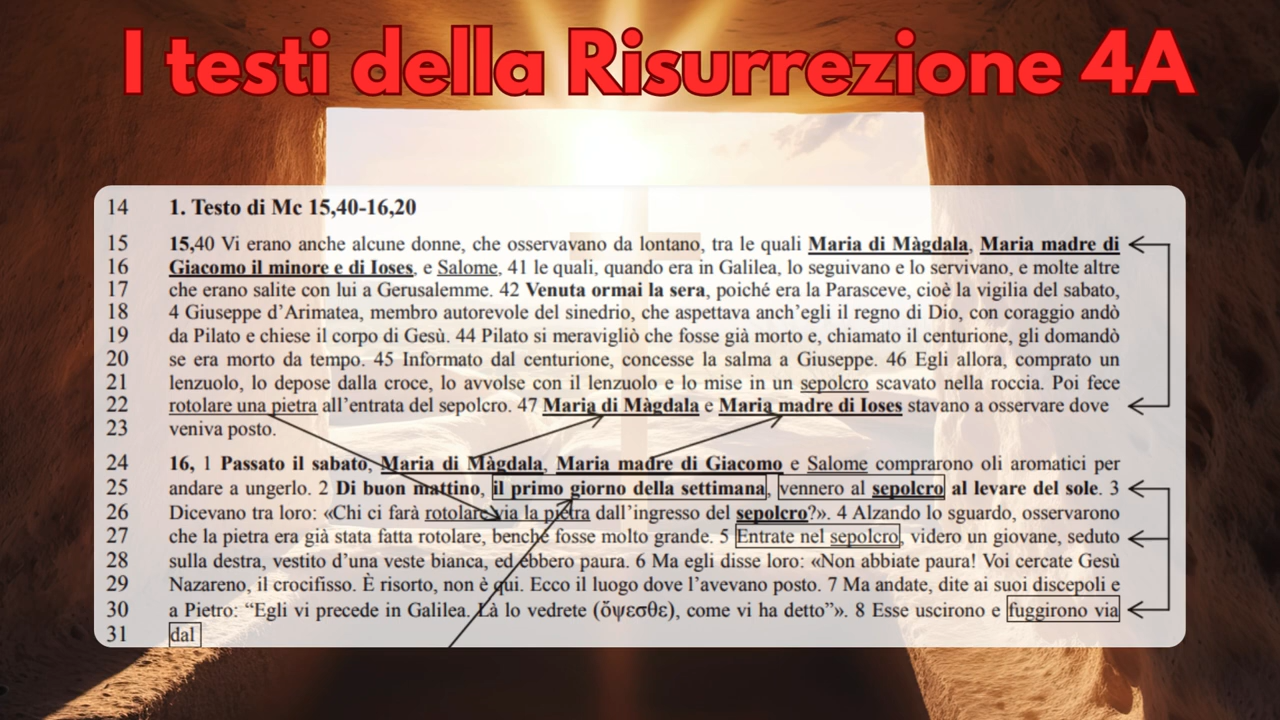 I testi della Risurrezione 4A
14 1. Testo di Mc 15,40-16,20
15 15,40 Vi erano anche alcune donne, che osservavano da lontano, tra le quali Maria di Màgdala, Maria madre di
16 Giacomo il minore e di Ioses, e Salome, 41 le quali, quando era in Galilea, lo seguivano e lo servivano, e molte altre
17 che erano salite con lui a Gerusalemme. 42 Venuta ormai la sera, poiché era la Parasceve, cioè la vigilia del sabato,
18 4 Giuseppe d’Arimatea, membro autorevole del sinedrio, che aspettava anch’egli il regno di Dio, con coraggio andò
19 da Pilato e chiese il corpo di Gesù. 44 Pilato si meravigliò che fosse già morto e, chiamato il centurione, gli domandò
20 se era morto da tempo. 45 Informato dal centurione, concesse la salma a Giuseppe. 46 Egli allora, comprato un
21 lenzuolo, lo depose dalla croce, lo avvolse con il lenzuolo e lo mise in un sepolcro scavato nella roccia. Poi fece
22 rotolare una pietra all’entrata del sepolcro. 47 Maria di Màgdala e Maria madre di Ioses stavano a osservare dove
23 veniva posto.
24 16, 1 Passato il sabato, Maria di Màgdala, Maria madre di Giacomo e Salome comprarono oli aromatici per
25 andare a ungerlo. 2 Di buon mattino, il primo giorno della settimana, vennero al sepolcro al levare del sole. 3
26 Dicevano tra loro: «Chi ci farà rotolare via la pietra dall’ingresso del sepolcro?». 4 Alzando lo sguardo, osservarono
27 che la pietra era già stata fatta rotolare, benché fosse molto grande. 5 Entrate nel sepolcro, videro un giovane, seduto
28 sulla destra, vestito d’una veste bianca, ed ebbero paura. 6 Ma egli disse loro: «Non abbiate paura! Voi cercate Gesù
29 Nazareno, il crocifisso. È risorto, non è qui. Ecco il luogo dove l’avevano posto. 7 Ma andate, dite ai suoi discepoli e
30 a Pietro: “Egli vi precede in Galilea. Là lo vedrete (ὄψεσθε), come vi ha detto”». 8 Esse uscirono e fuggirono via
31 dal